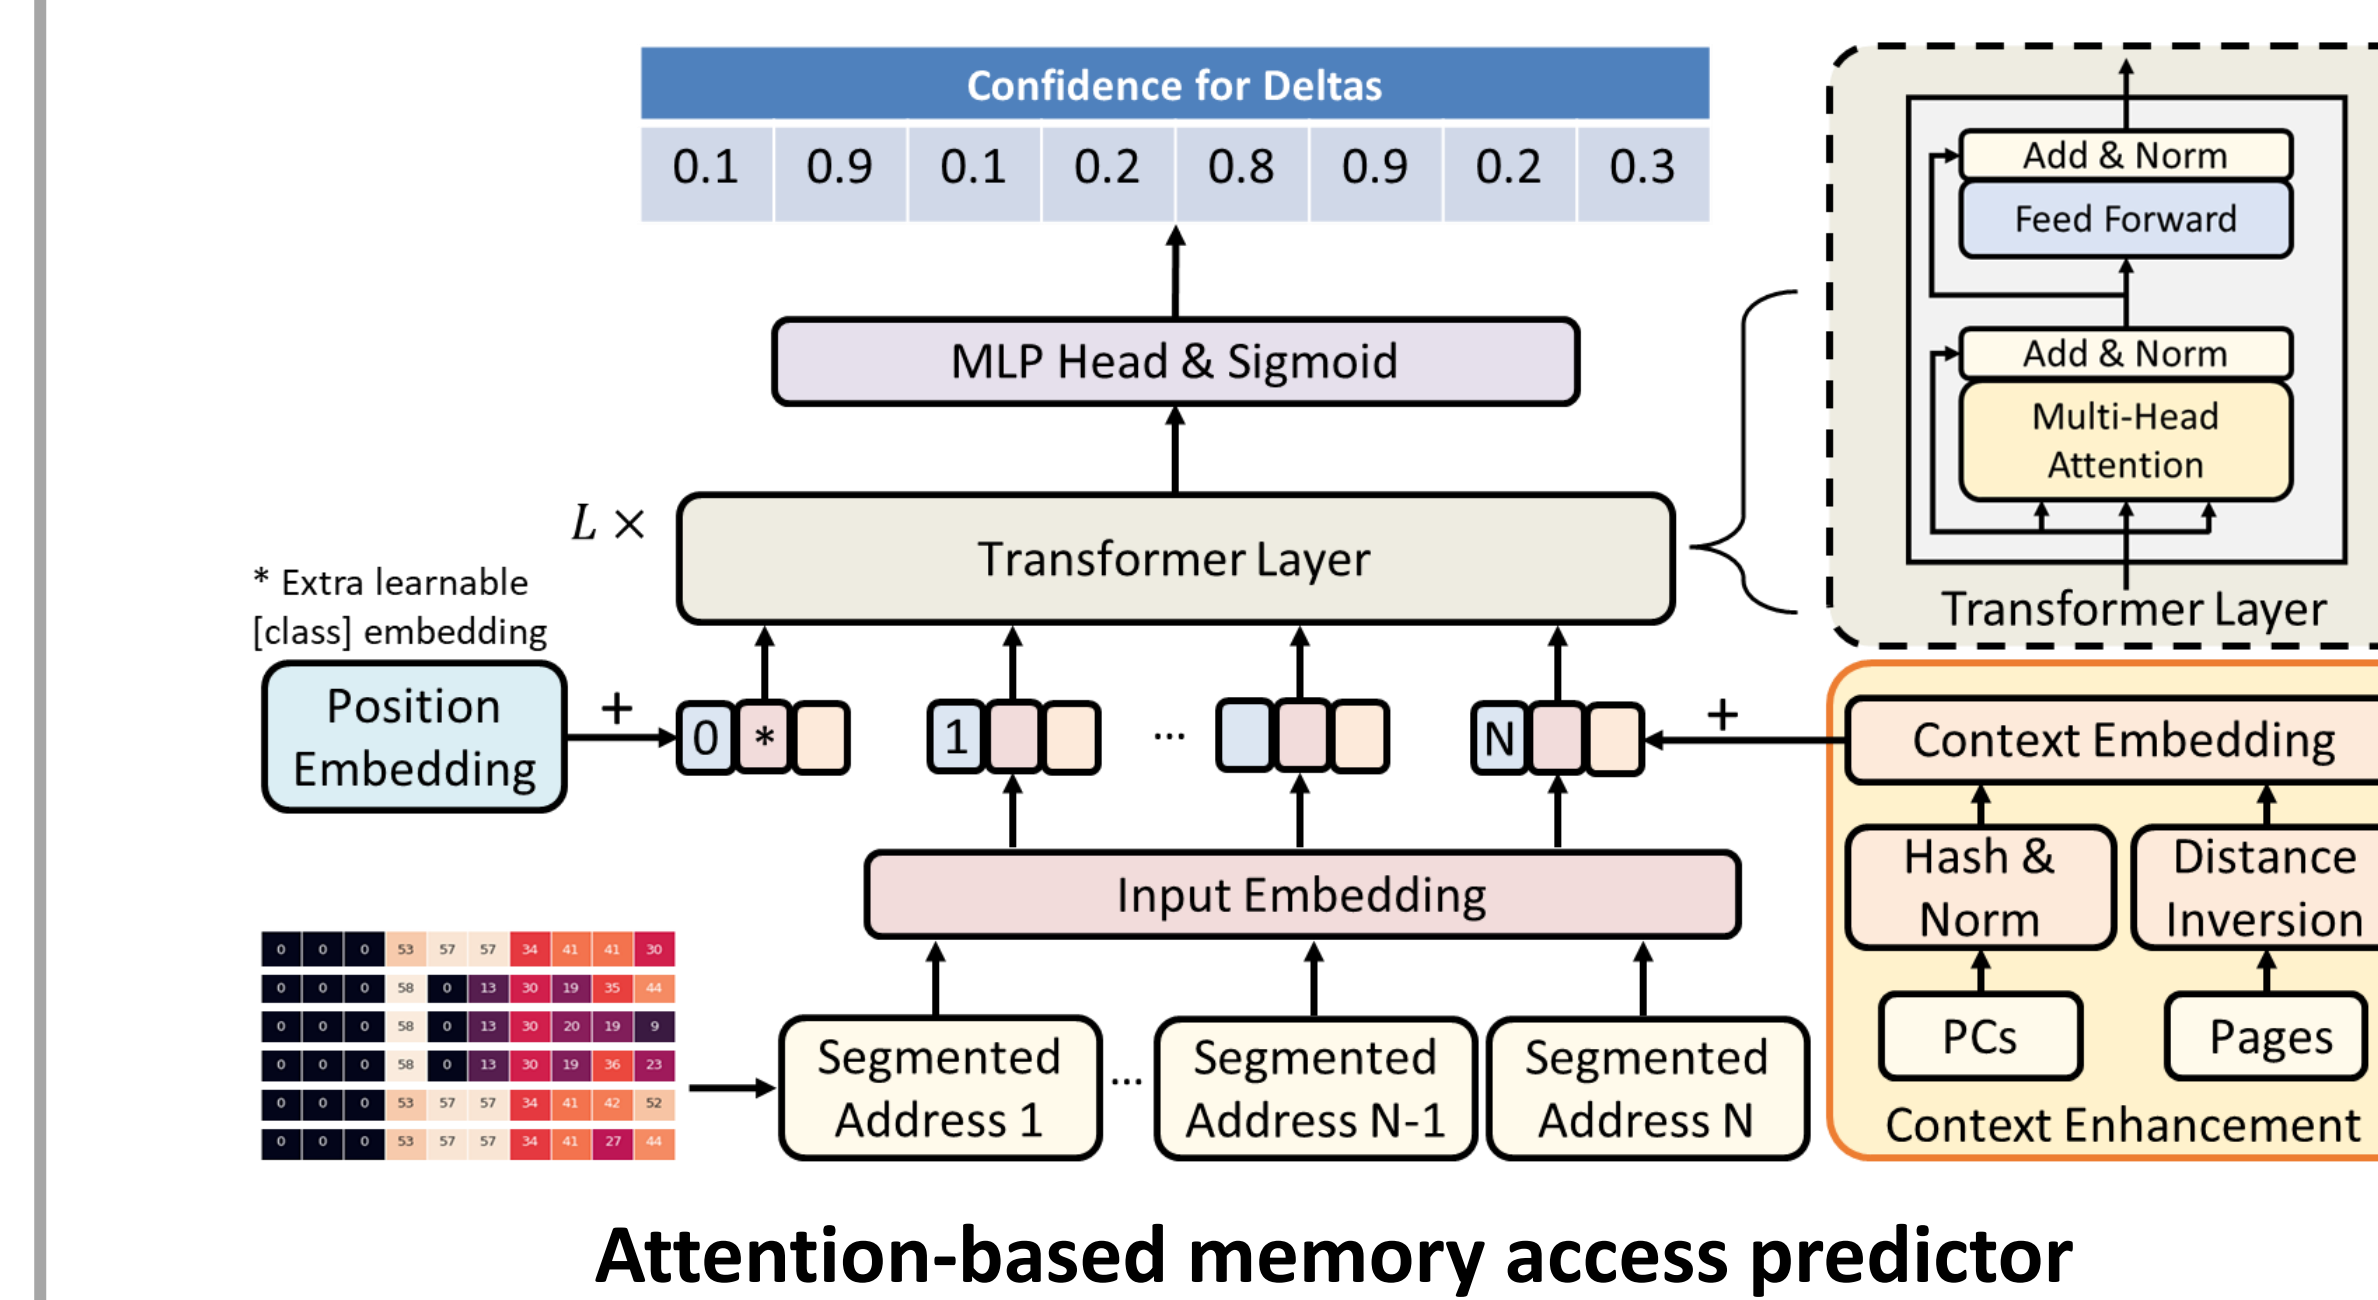 Confidence for Deltas
0.1 0.9 0.1 0.2 0.8 0.9 0.2 0.3
MLP Head & Sigmoid
L ×
Transformer Layer
* Extra learnable
[class] embedding
Position
Embedding
+
0 *
1
...
N
+
Input Embedding
0 0 0 53 57 57 34 41 41 30
0 0 0 58 0 13 30 19 35 44
0 0 0 58 0 13 30 20 19 9
0 0 0 58 0 13 30 19 36 23
0 0 0 53 57 57 34 41 42 52
0 0 0 53 57 57 34 41 27 44
Segmented
Address 1
...
Segmented
Address N-1
Segmented
Address N
Add & Norm
Feed Forward
Add & Norm
Multi-Head
Attention
Transformer Layer
Context Embedding
Hash &
Norm
Distance
Inversion
PCs
Pages
Context Enhancement
Attention-based memory access predictor